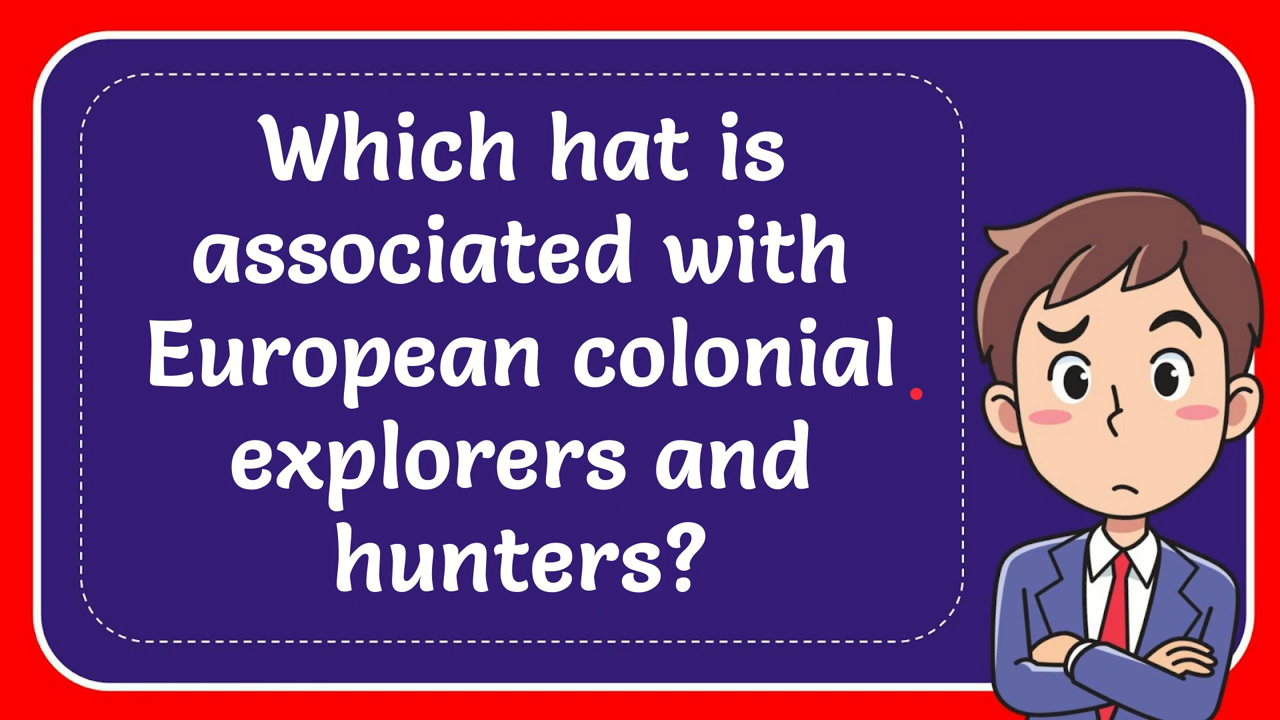 Which hat is
associated with
European colonial
explorers and
hunters?